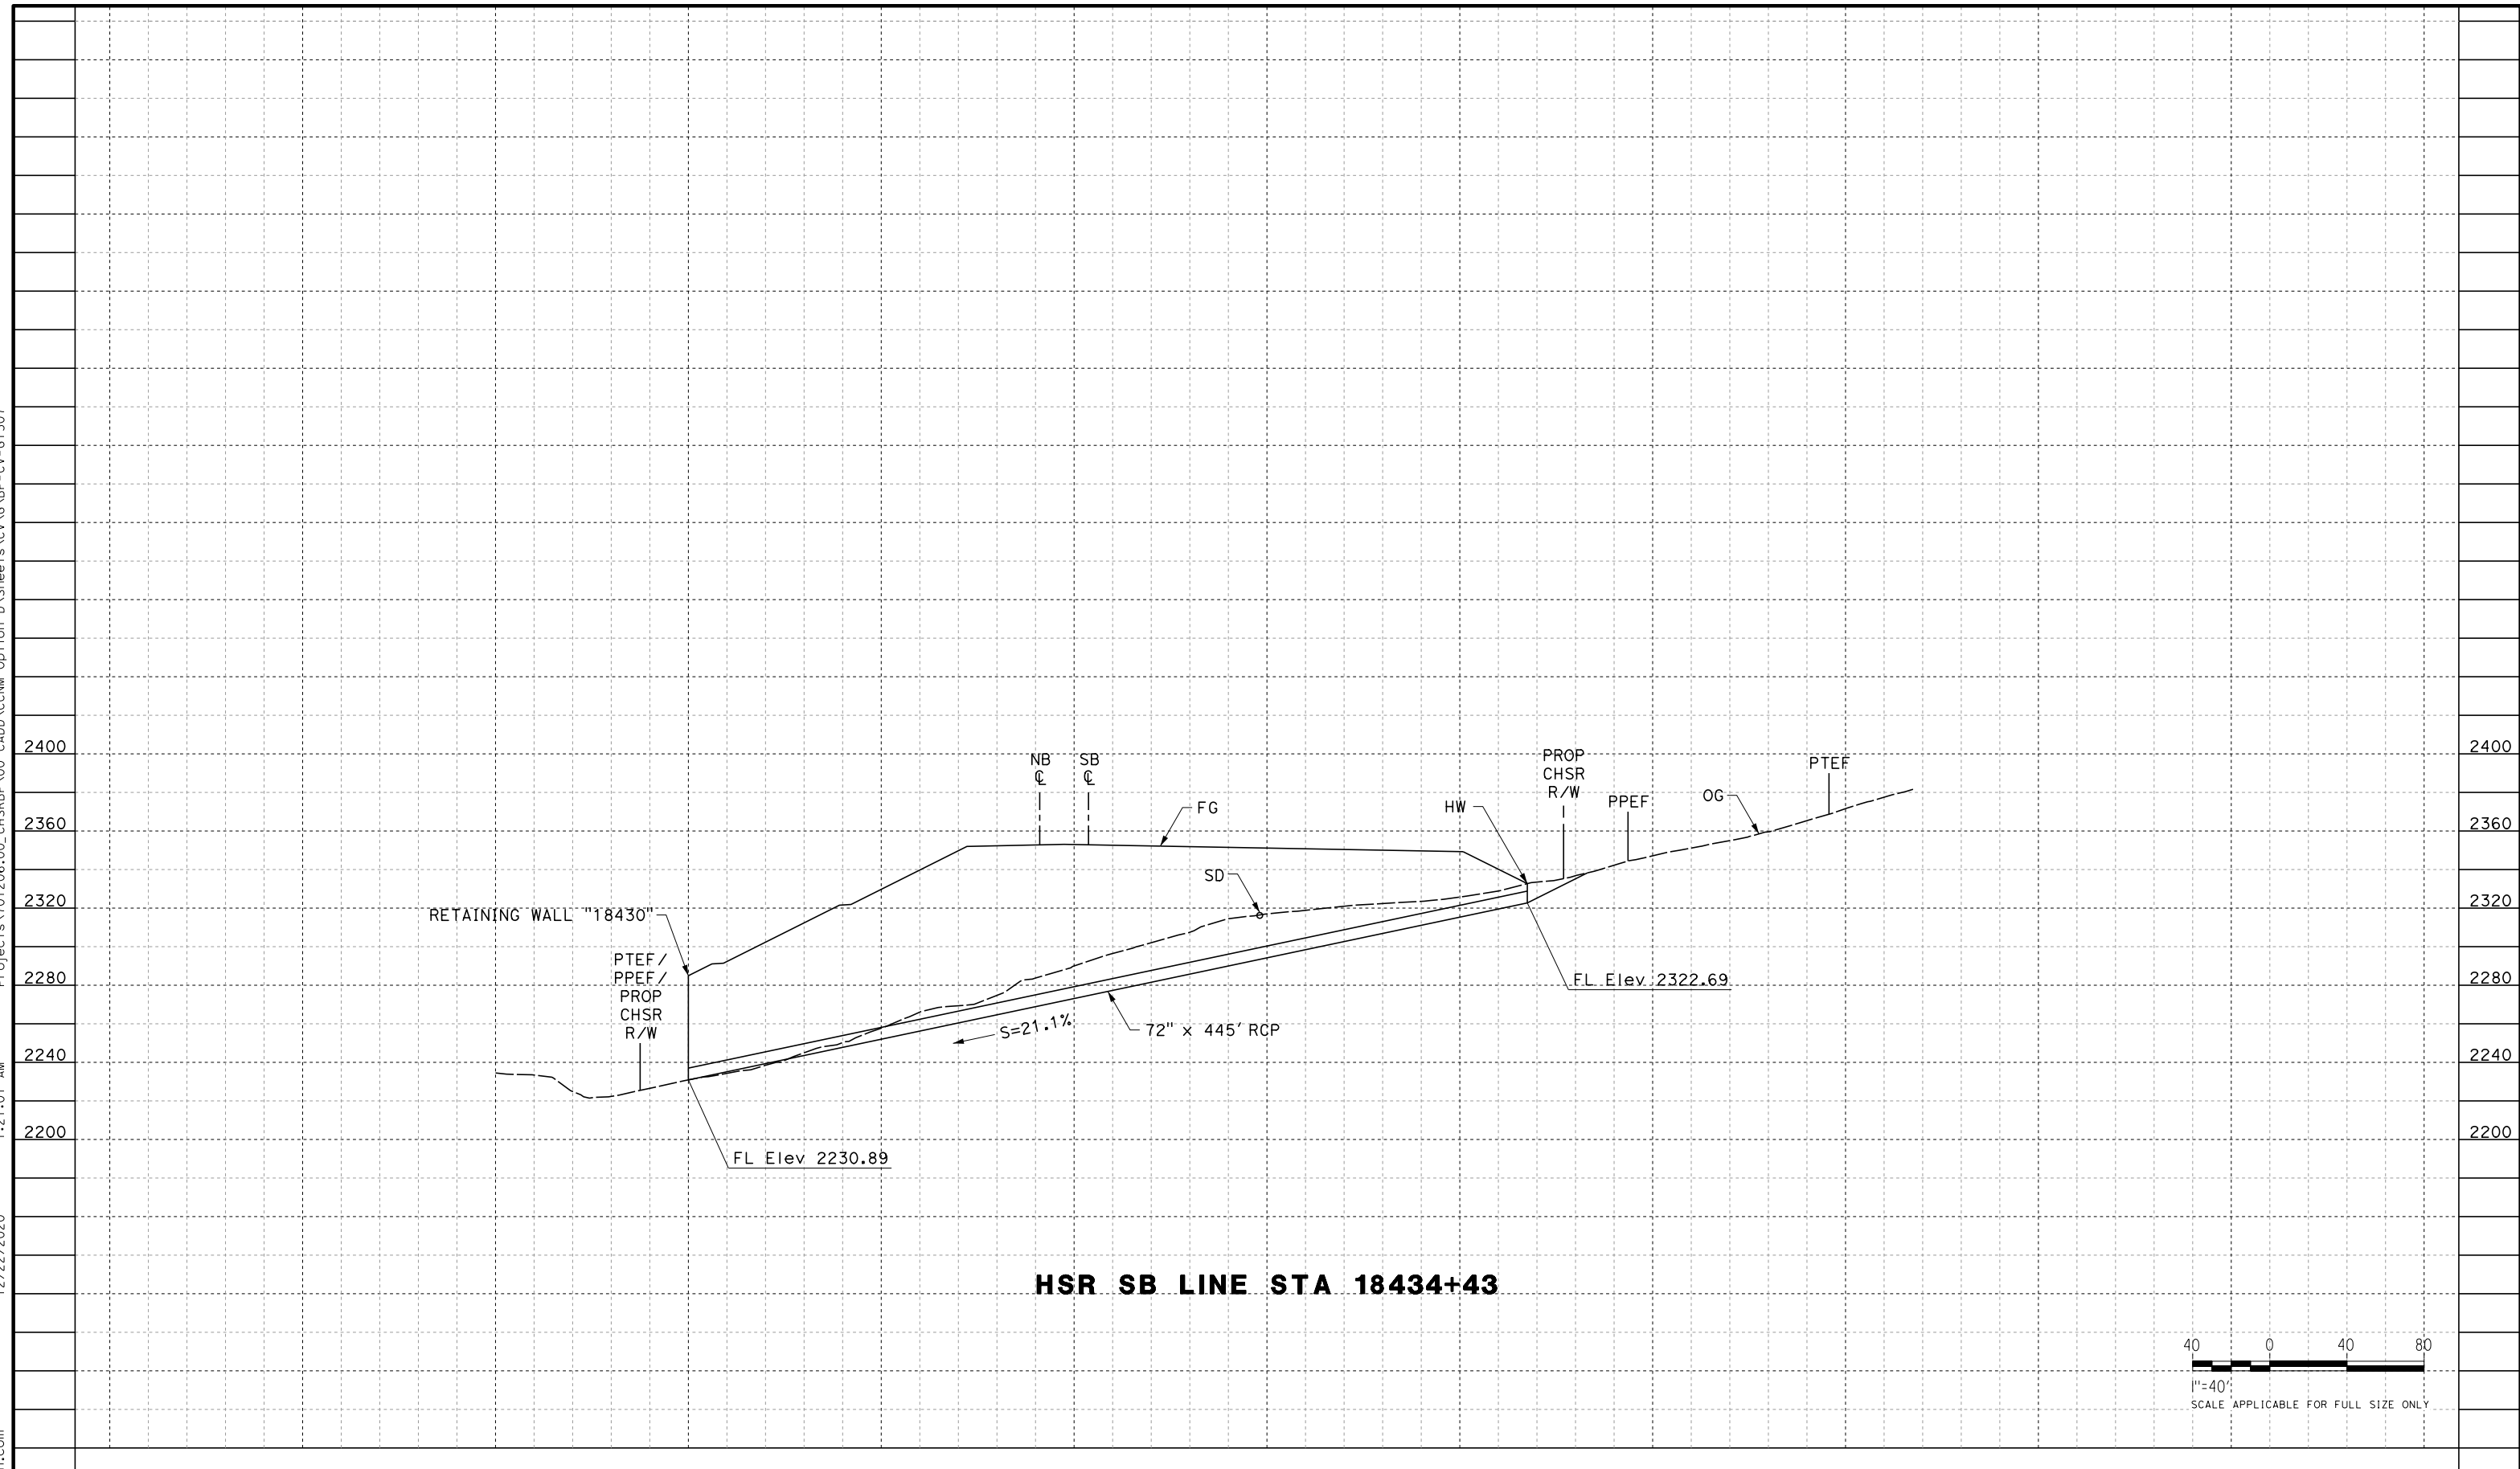 2400
2360
2320
2280
2240
2200
NB
℄
SB
℄
FG
HW
PROP
CHSR
R/W
PPEF
OG
PTEF
SD
RETAINING WALL "18430"
PTEF/
PPEF/
PROP
CHSR
R/W
FL Elev 2322.69
S=21.1%
72" x 445' RCP
FL Elev 2230.89
2400
2360
2320
2280
2240
2200
HSR SB LINE STA 18434+43
40 0 40 80
1"=40'
SCALE APPLICABLE FOR FULL SIZE ONLY